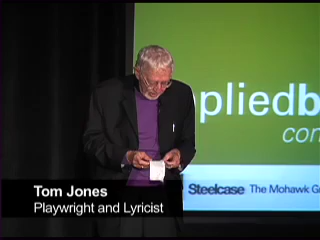 pliedb
con
Steelcase The Mohawk G
Tom Jones
Playwright and Lyricist